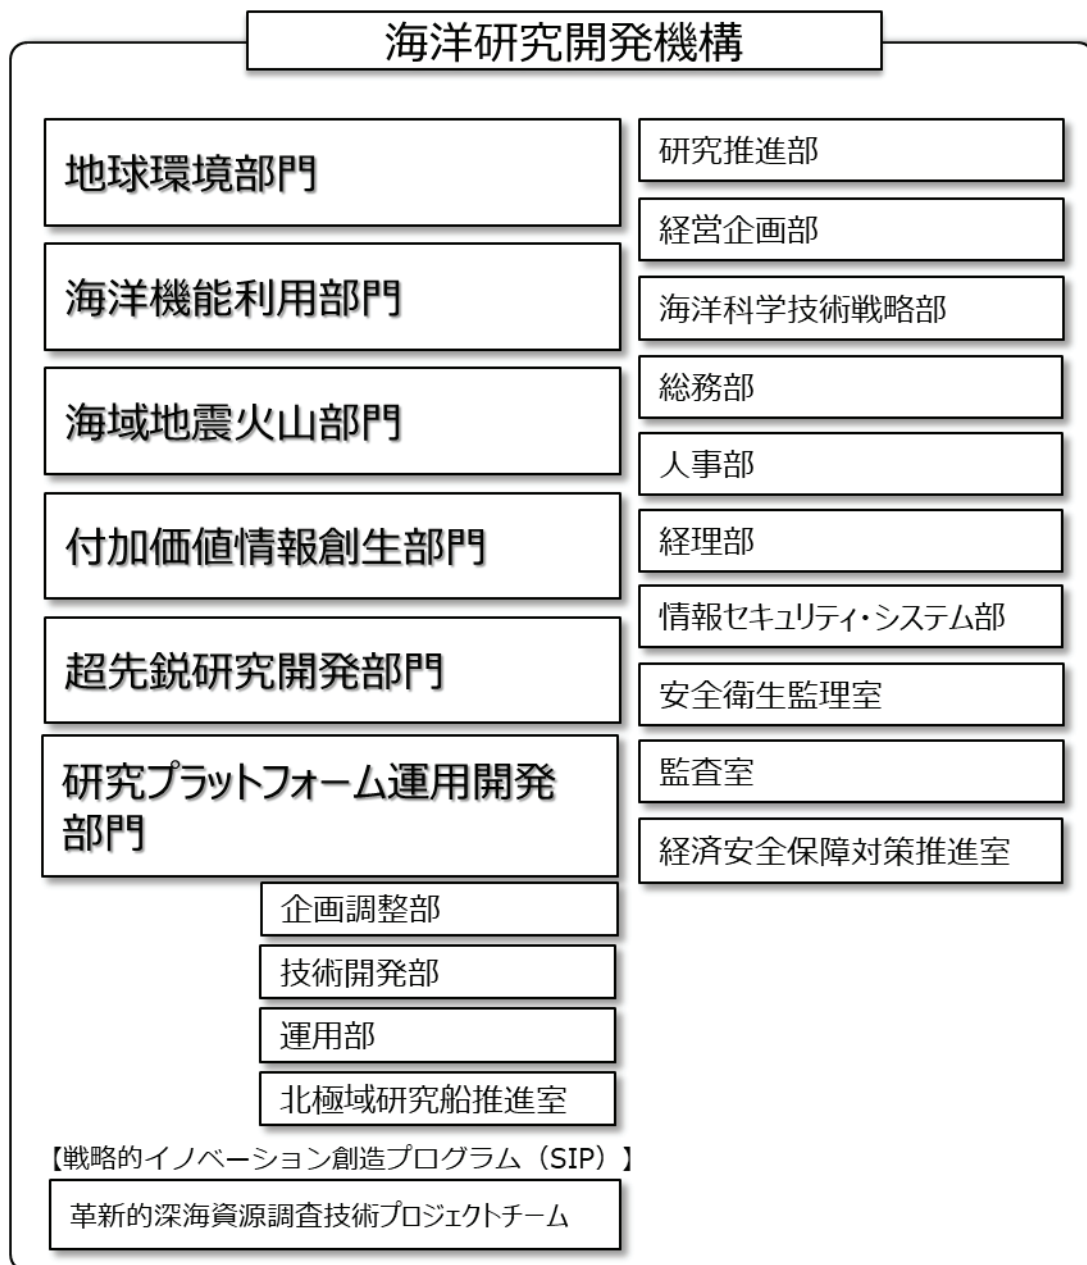 海洋研究開発機構
地球環境部門
海洋機能利用部門
海域地震火山部門
付加価値情報創生部門
超先鋭研究開発部門
研究プラットフォーム運用開発
部門
企画調整部
技術開発部
運用部
北極域研究船推進室
【戦略的イノベーション創造プログラム（SIP）】
革新的深海資源調査技術プロジェクトチーム
研究推進部
経営企画部
海洋科学技術戦略部
総務部
人事部
経理部
情報セキュリティ・システム部
安全衛生監理室
監査室
経済安全保障対策推進室